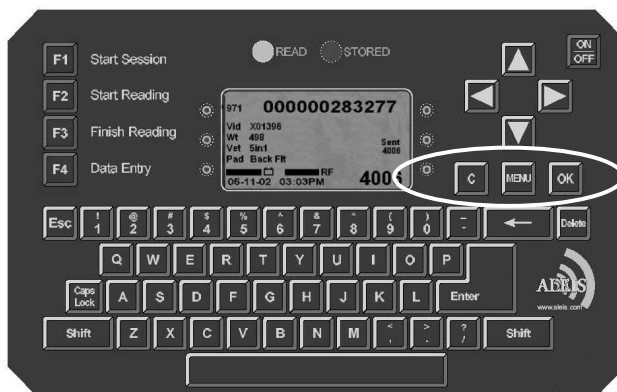 READ STORED ON OFF
F1 Start Session
F2 Start Reading
F3 Finish Reading
F4 Data Entry
971 000000283277
Vid X01396
Wt 498
Vet 5in1
Pad Back Flt
Sent
4006
RF
05-11-02 03:03PM 4006
C MENU OK
Esc ! 1 @ 2 # 3 $ 4 % 5 ^ 6 & 7 * 8 ( 9 ) 0 _ - ← Delete
Q W E R T Y U I O P
Caps Lock A S D F G H J K L Enter
ALEIS
www.aleis.com
Shift Z X C V B N M < , > . ? / Shift